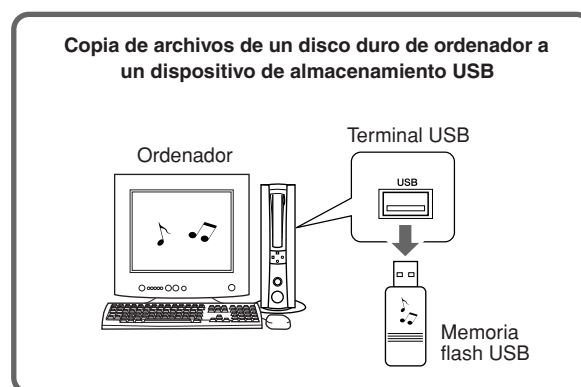 Copia de archivos de un disco duro de ordenador a
un dispositivo de almacenamiento USB
Terminal USB
Ordenador
USB
Memoria
flash USB